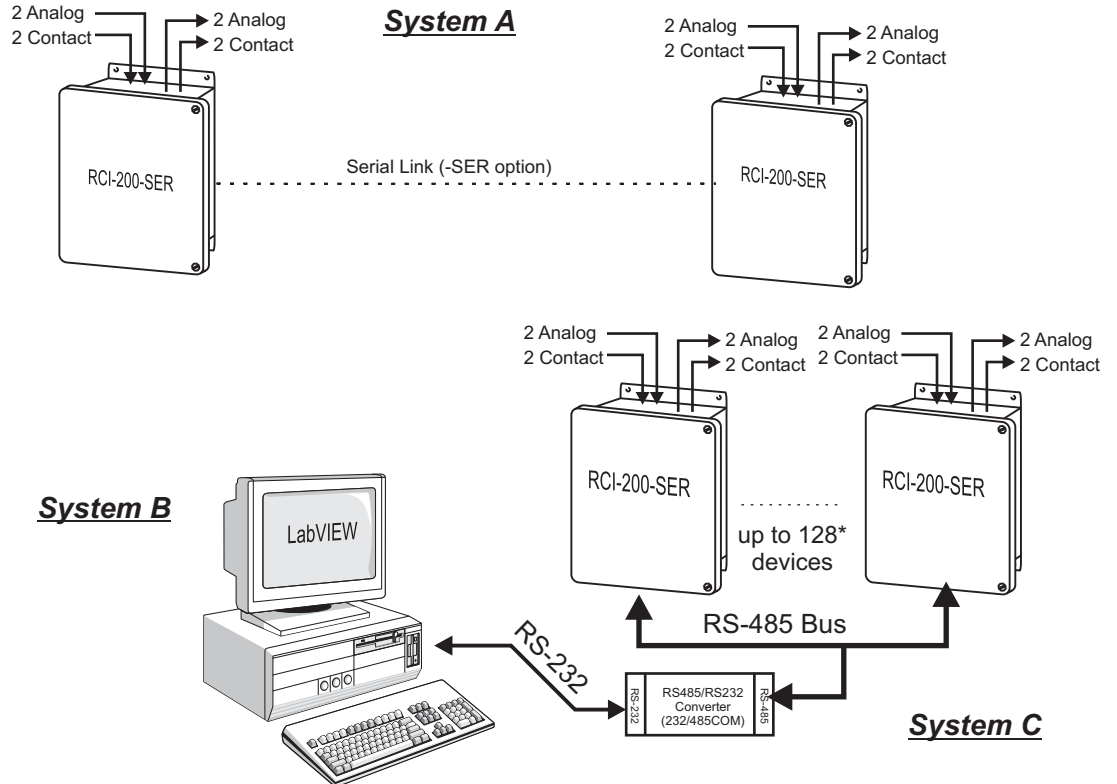 System A
2 Analog
2 Contact
2 Analog
2 Contact
RCI-200-SER
Serial Link (-SER option)
2 Analog
2 Contact
2 Analog
2 Contact
RCI-200-SER
2 Analog
2 Contact
2 Analog
2 Contact
RCI-200-SER
2 Analog
2 Contact
2 Analog
2 Contact
RCI-200-SER
up to 128*
devices
System B
LabVIEW
RS-485 Bus
RS-232
RS-232
RS485/RS232
Converter
(232/485COM)
RS-485
System C